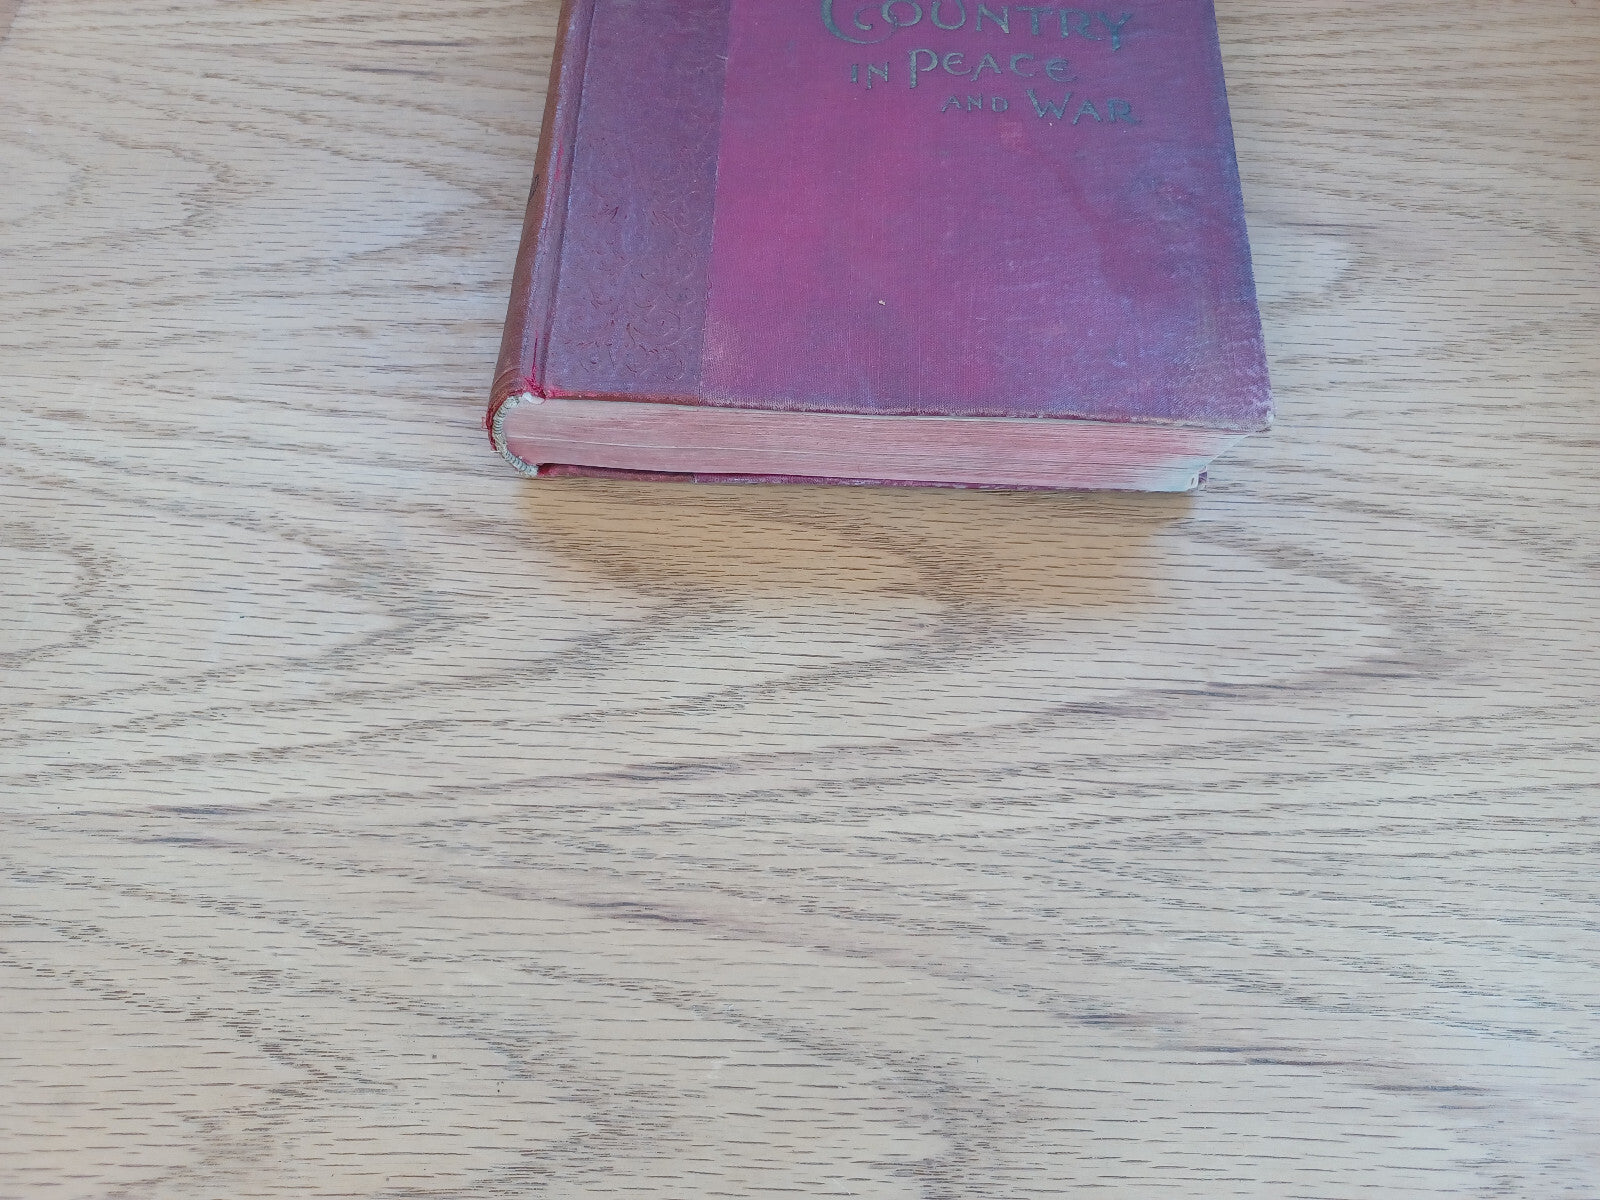 COUNTRY
IN PEACE
AND WAR